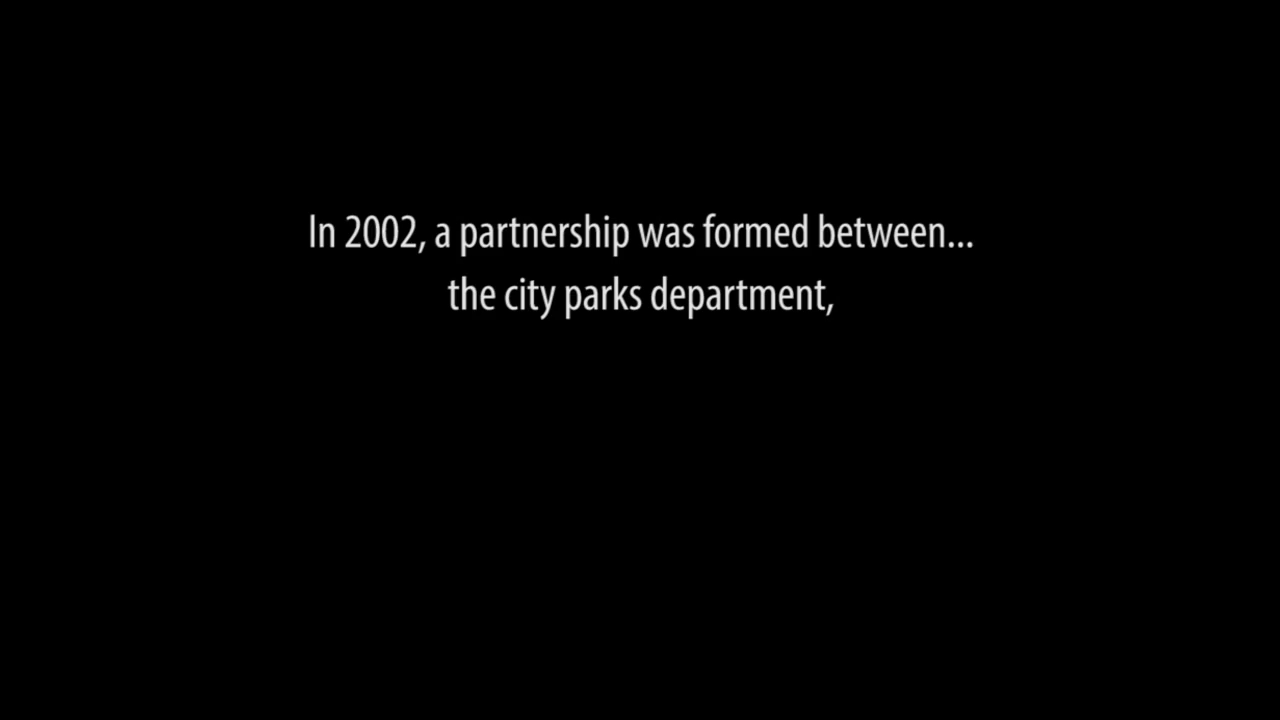 In 2002, a partnership was formed between...
the city parks department,